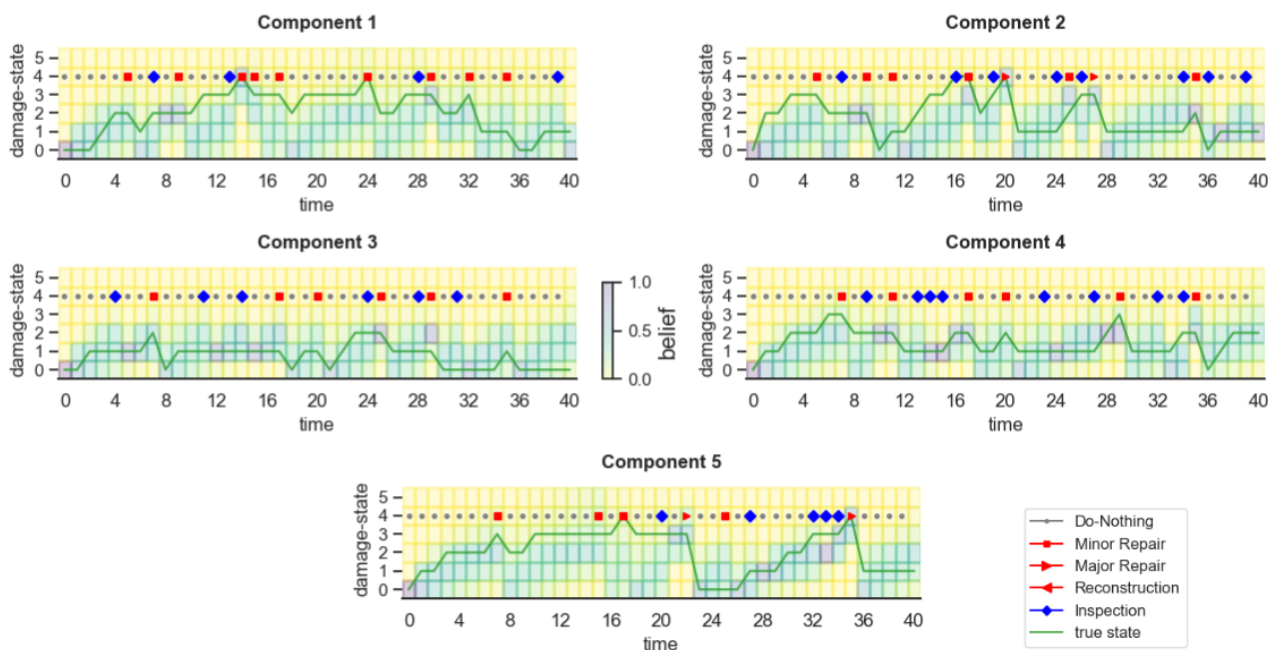 Component 1
damage-state
5
4
3
2
1
0
0 4 8 12 16 20 24 28 32 36 40
time
Component 2
damage-state
5
4
3
2
1
0
0 4 8 12 16 20 24 28 32 36 40
time
Component 3
damage-state
5
4
3
2
1
0
0 4 8 12 16 20 24 28 32 36 40
time
1.0
0.5
0.0
belief
Component 4
damage-state
5
4
3
2
1
0
0 4 8 12 16 20 24 28 32 36 40
time
Component 5
damage-state
5
4
3
2
1
0
0 4 8 12 16 20 24 28 32 36 40
time
Do-Nothing
Minor Repair
Major Repair
Reconstruction
Inspection
true state